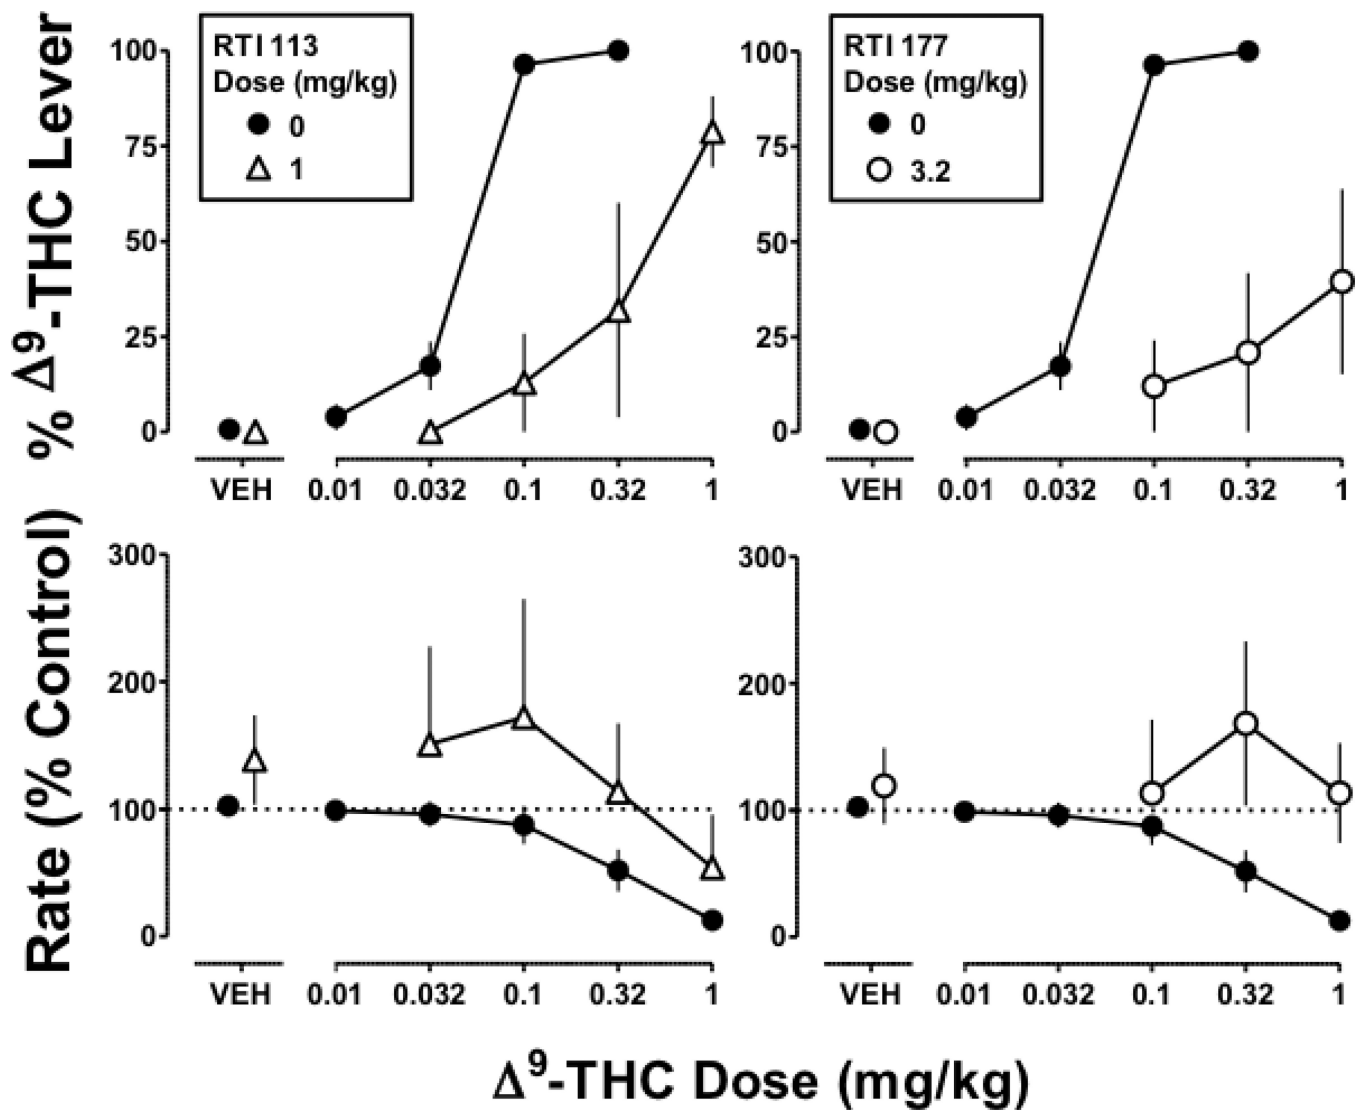 % Δ⁹-THC Lever
RTI 113
Dose (mg/kg)
0
1
100
75
50
25
0
VEH 0.01 0.032 0.1 0.32 1
RTI 177
Dose (mg/kg)
0
3.2
100
75
50
25
0
VEH 0.01 0.032 0.1 0.32 1
Rate (% Control)
300
200
100
0
VEH 0.01 0.032 0.1 0.32 1
300
200
100
0
VEH 0.01 0.032 0.1 0.32 1
Δ⁹-THC Dose (mg/kg)